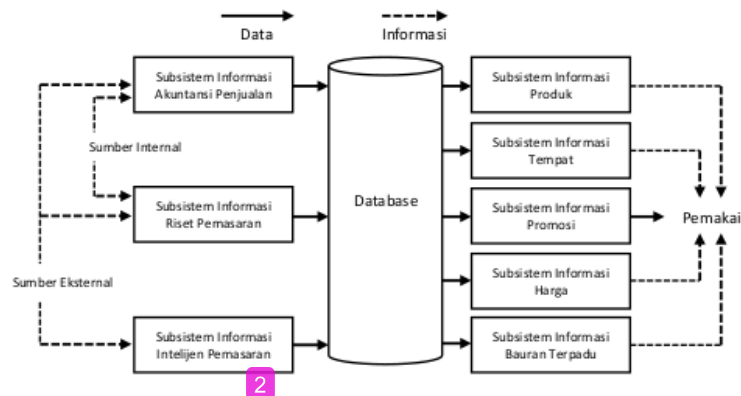 Data
Informasi
Subsistem Informasi
Akuntansi Penjualan
Sumber Internal
Subsistem Informasi
Riset Pemasaran
Sumber Eksternal
Subsistem Informasi
Intelijen Pemasaran
Database
Subsistem Informasi
Produk
Subsistem Informasi
Tempat
Subsistem Informasi
Promosi
Subsistem Informasi
Harga
Subsistem Informasi
Bauran Terpadu
Pemakai
2